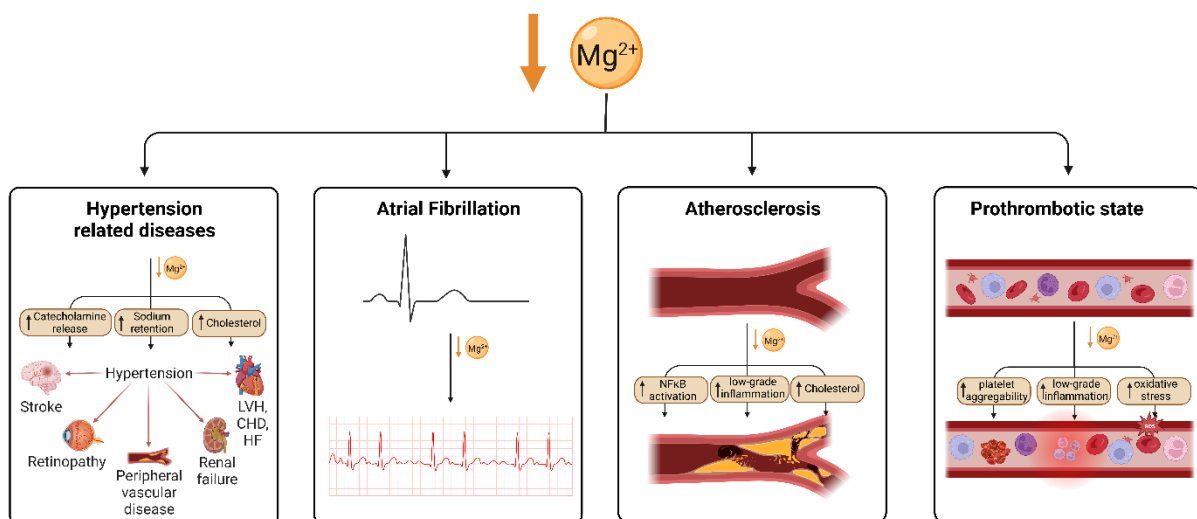 Mg²⁺
Hypertension
related diseases
Mg²⁺
↑ Catecholamine
release
↑ Sodium
retention
↑ Cholesterol
Hypertension
Stroke
Retinopathy
Peripheral
vascular
disease
Renal
failure
LVH,
CHD,
HF
Atrial Fibrillation
Mg²⁺
Atherosclerosis
Mg²⁺
↑ NFκB
activation
↑ low-grade
inflammation
↑ Cholesterol
Prothrombotic state
Mg²⁺
↑ platelet
aggregability
↑ low-grade
inflammation
↑ oxidative
stress
ROS